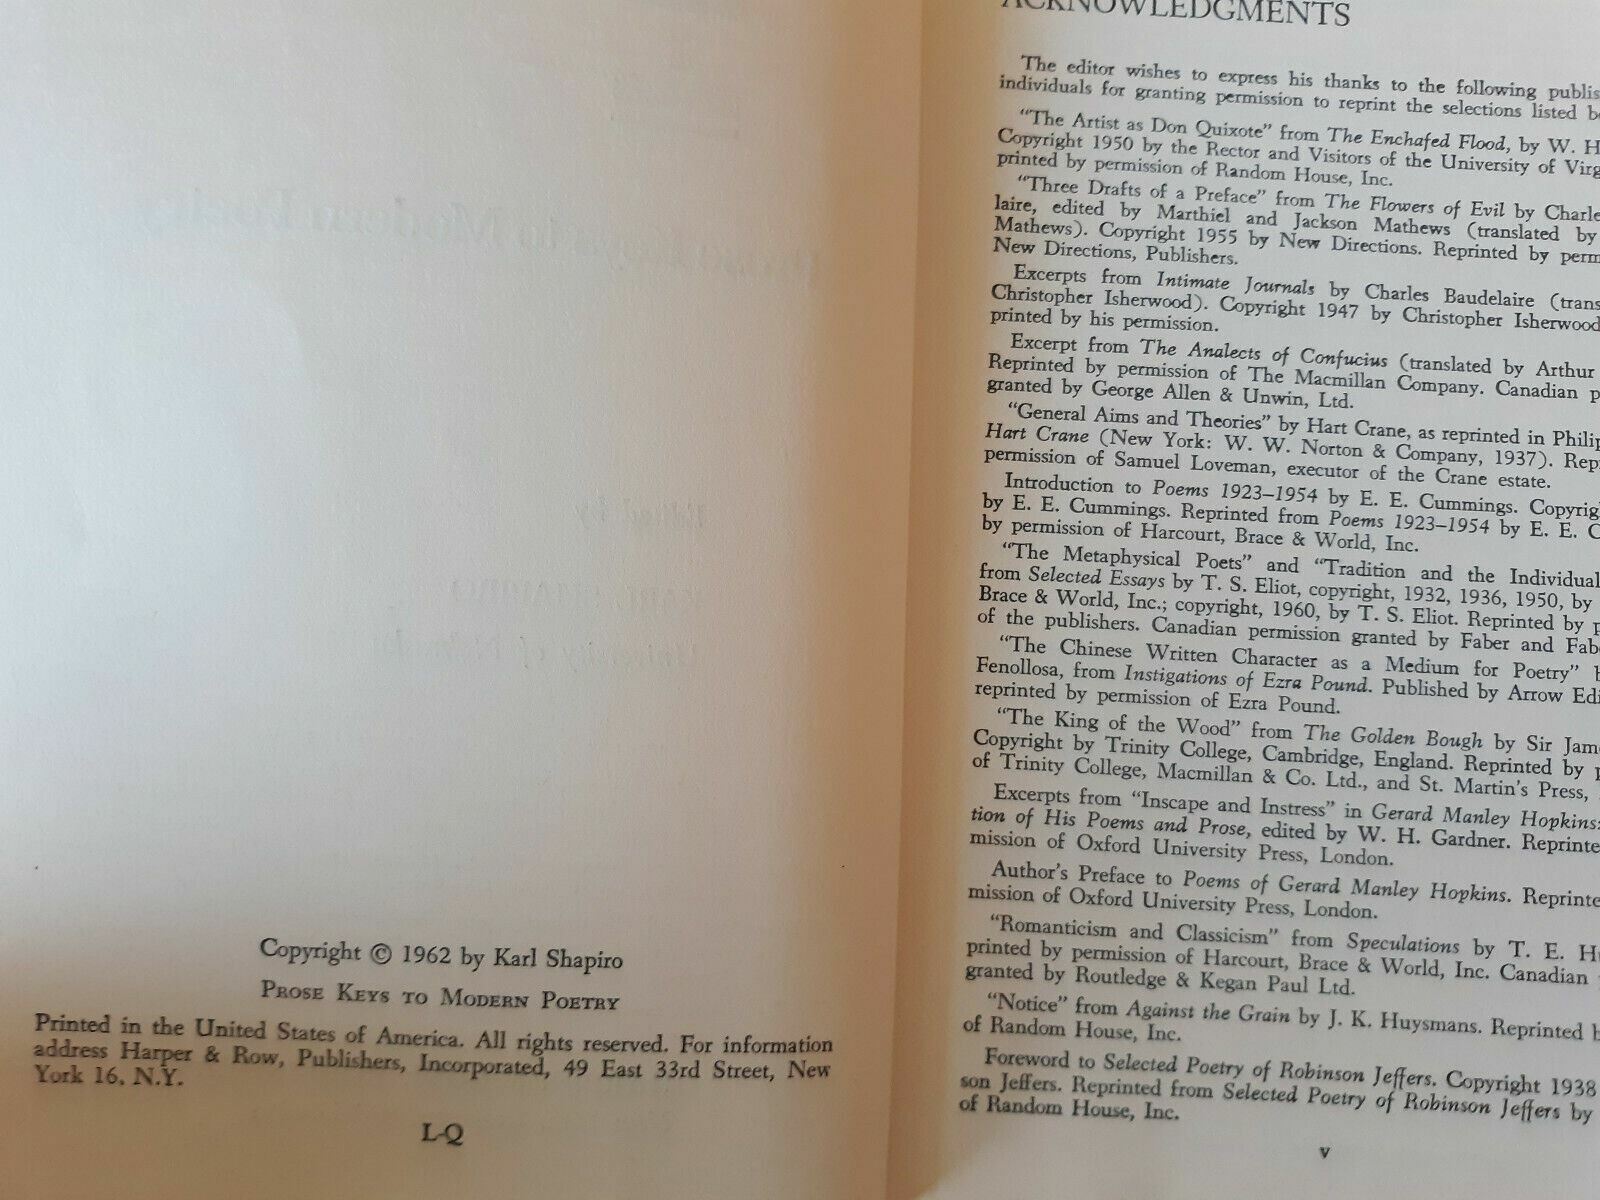 Copyright © 1962 by Karl Shapiro
PROSE KEYS TO MODERN POETRY
Printed in the United States of America. All rights reserved. For information
address Harper & Row, Publishers, Incorporated, 49 East 33rd Street, New
York 16, N.Y.
L-Q
ACKNOWLEDGMENTS
The editor wishes to express his thanks to the following
individuals for granting permission to reprint the selections listed
"The Artist as Don Quixote" from The Enchafed Flood, by W. H
Copyright 1950 by the Rector and Visitors of the University of Virg
printed by permission of Random House, Inc.
"Three Drafts of a Preface" from The Flowers of Evil by Charle
laire, edited by Marthiel and Jackson Mathews (translated by
Mathews). Copyright 1955 by New Directions. Reprinted by perm
New Directions, Publishers.
Excerpts from Intimate Journals by Charles Baudelaire (trans
Christopher Isherwood). Copyright 1947 by Christopher Isherwood
printed by his permission.
Excerpt from The Analects of Confucius (translated by Arthur
Reprinted by permission of The Macmillan Company. Canadian p
granted by George Allen & Unwin, Ltd.
"General Aims and Theories" by Hart Crane, as reprinted in Philip
Hart Crane (New York: W. W. Norton & Company, 1937). Rep
permission of Samuel Loveman, executor of the Crane estate.
Introduction to Poems 1923–1954 by E. E. Cummings. Copyrig
by E. E. Cummings. Reprinted from Poems 1923–1954 by E. E. C
by permission of Harcourt, Brace & World, Inc.
"The Metaphysical Poets" and "Tradition and the Individual
from Selected Essays by T. S. Eliot, copyright, 1932, 1936, 1950, by
Brace & World, Inc.; copyright, 1960, by T. S. Eliot. Reprinted by p
of the publishers. Canadian permission granted by Faber and Fab
"The Chinese Written Character as a Medium for Poetry" b
Fenollosa, from Instigations of Ezra Pound. Published by Arrow Edi
reprinted by permission of Ezra Pound.
"The King of the Wood" from The Golden Bough by Sir Jam
Copyright by Trinity College, Cambridge, England. Reprinted by p
of Trinity College, Macmillan & Co. Ltd., and St. Martin's Press,
Excerpts from "Inscape and Instress" in Gerard Manley Hopkins:
tion of His Poems and Prose, edited by W. H. Gardner. Reprinte
mission of Oxford University Press, London.
Author's Preface to Poems of Gerard Manley Hopkins. Reprinte
mission of Oxford University Press, London.
"Romanticism and Classicism" from Speculations by T. E. H
printed by permission of Harcourt, Brace & World, Inc. Canadian
granted by Routledge & Kegan Paul Ltd.
"Notice" from Against the Grain by J. K. Huysmans. Reprinted b
of Random House, Inc.
Foreword to Selected Poetry of Robinson Jeffers. Copyright 1938
son Jeffers. Reprinted from Selected Poetry of Robinson Jeffers by
of Random House, Inc.
v